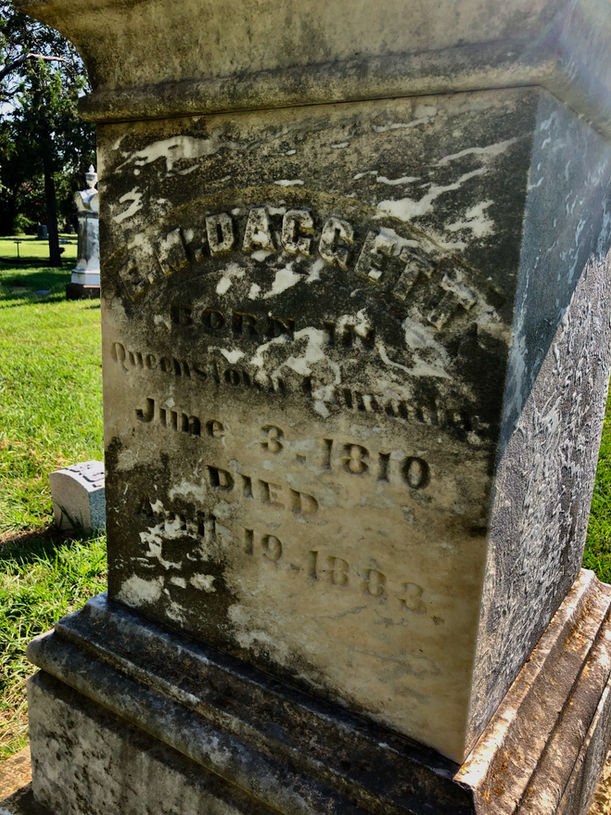 E.M. DAGGETT,
BORN IN
Queenstown Canada,
June 3. 1810
DIED
April 19. 1883.